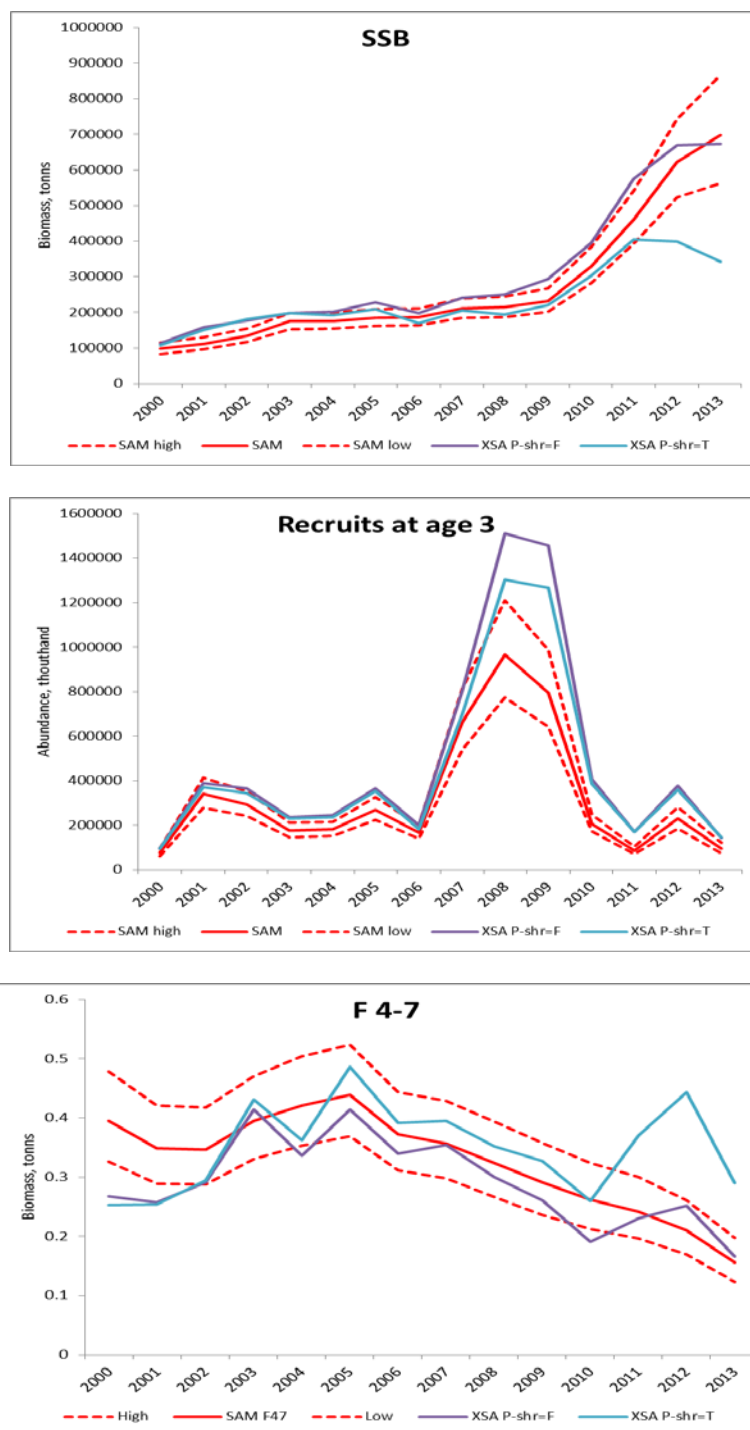 SSB
1000000
900000
800000
700000
600000
500000
400000
300000
200000
100000
0
Biomass, tonns
2000 2001 2002 2003 2004 2005 2006 2007 2008 2009 2010 2011 2012 2013
SAM high SAM SAM low XSA P-shr=F XSA P-shr=T
Recruits at age 3
1600000
1400000
1200000
1000000
800000
600000
400000
200000
0
Abundance, thouthand
2000 2001 2002 2003 2004 2005 2006 2007 2008 2009 2010 2011 2012 2013
SAM high SAM SAM low XSA P-shr=F XSA P-shr=T
F 4-7
0.6
0.5
0.4
0.3
0.2
0.1
0
Biomass, tonns
2000 2001 2002 2003 2004 2005 2006 2007 2008 2009 2010 2011 2012 2013
High SAM F47 Low XSA P-shr=F XSA P-shr=T